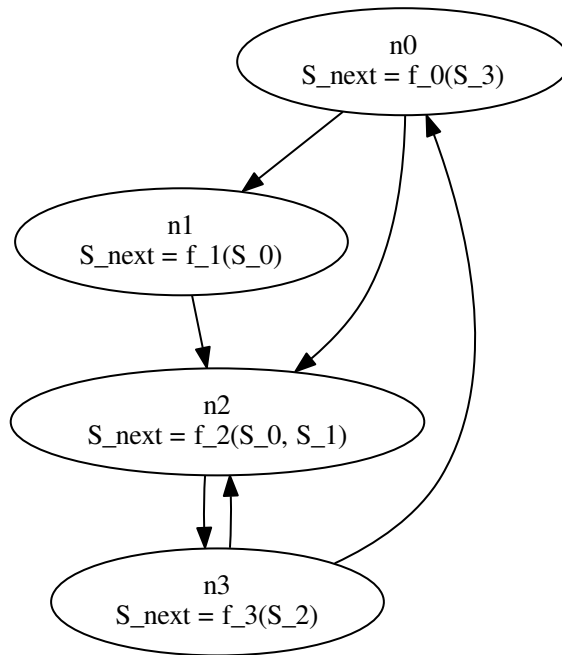 n0
S_next = f_0(S_3)
n1
S_next = f_1(S_0)
n2
S_next = f_2(S_0, S_1)
n3
S_next = f_3(S_2)